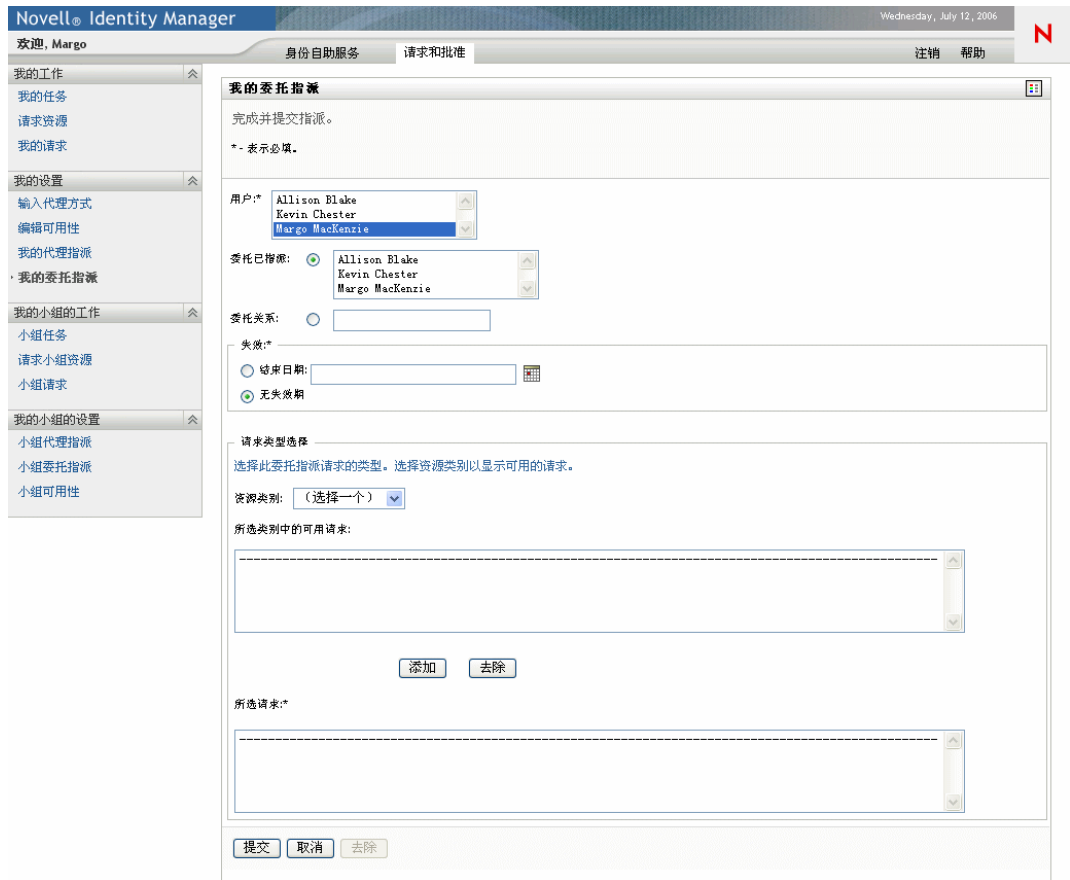 Novell® Identity Manager
Wednesday, July 12, 2006
N
欢迎, Margo
身份自助服务
请求和批准
注销
帮助
我的工作
我的任务
请求资源
我的请求
我的设置
输入代理方式
编辑可用性
我的代理指派
· 我的委托指派
我的小组的工作
小组任务
请求小组资源
小组请求
我的小组的设置
小组代理指派
小组委托指派
小组可用性
我的委托指派
完成并提交指派。
*- 表示必填。
用户:*
Allison Blake
Kevin Chester
Margo MacKenzie
委托已指派:
Allison Blake
Kevin Chester
Margo MacKenzie
委托关系:
失效:*
结束日期:
无失效期
请求类型选择
选择此委托指派请求的类型。选择资源类别以显示可用的请求。
资源类别: （选择一个）
所选类别中的可用请求:
添加
去除
所选请求:*
提交
取消
去除